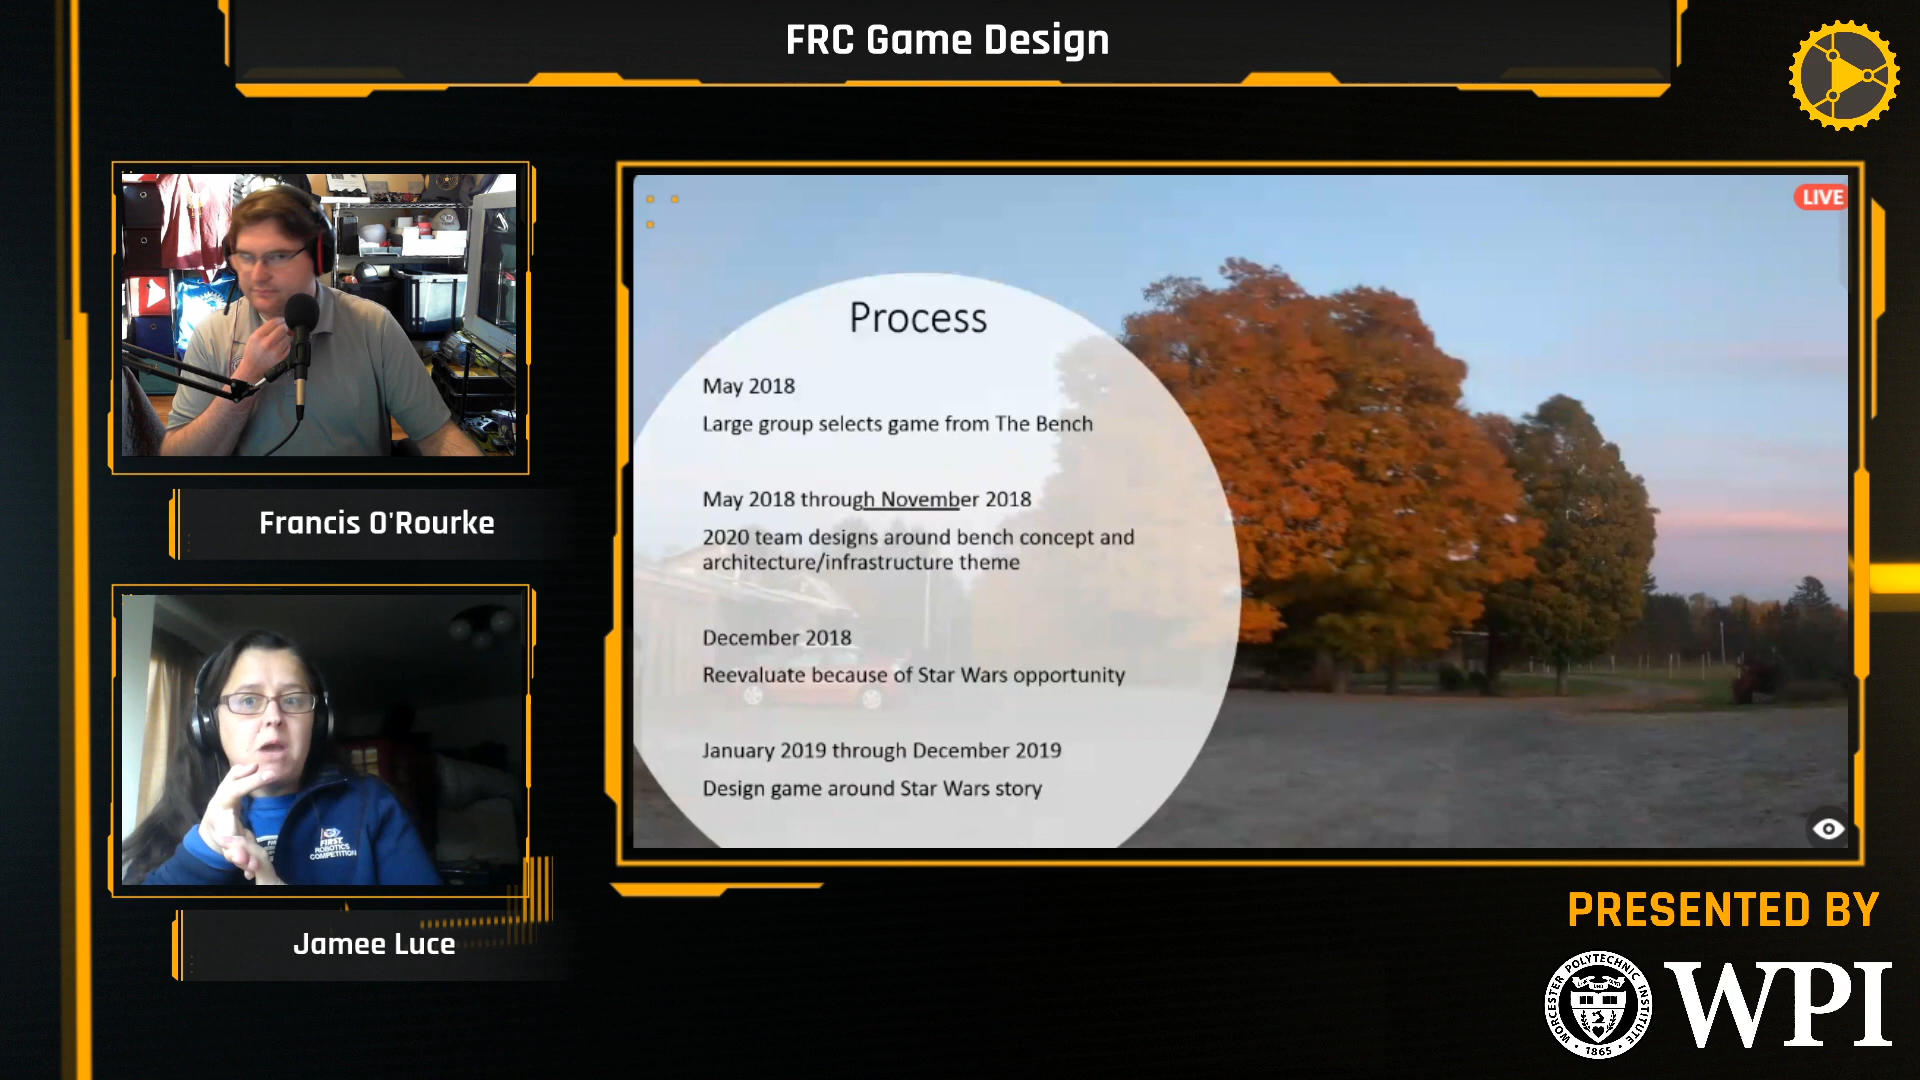 FRC Game Design
LIVE
Process
May 2018
Large group selects game from The Bench
May 2018 through November 2018
2020 team designs around bench concept and
architecture/infrastructure theme
December 2018
Reevaluate because of Star Wars opportunity
January 2019 through December 2019
Design game around Star Wars story
Francis O'Rourke
FIRST
ROBOTICS
COMPETITION
Jamee Luce
PRESENTED BY
WORCESTER POLYTECHNIC INSTITUTE
1865
WPI